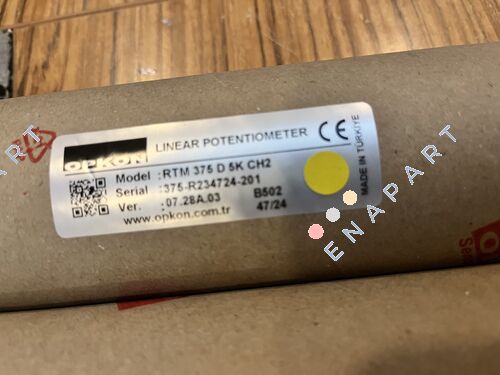 OPKON
LINEAR POTENTIOMETER
CE
Model : RTM 375 D 5K CH2
Serial : 375-R234724-201
Ver. : 07.28A.03
B502
www.opkon.com.tr
47/24
MADE IN TÜRKİYE
ENAPART
ENAPART